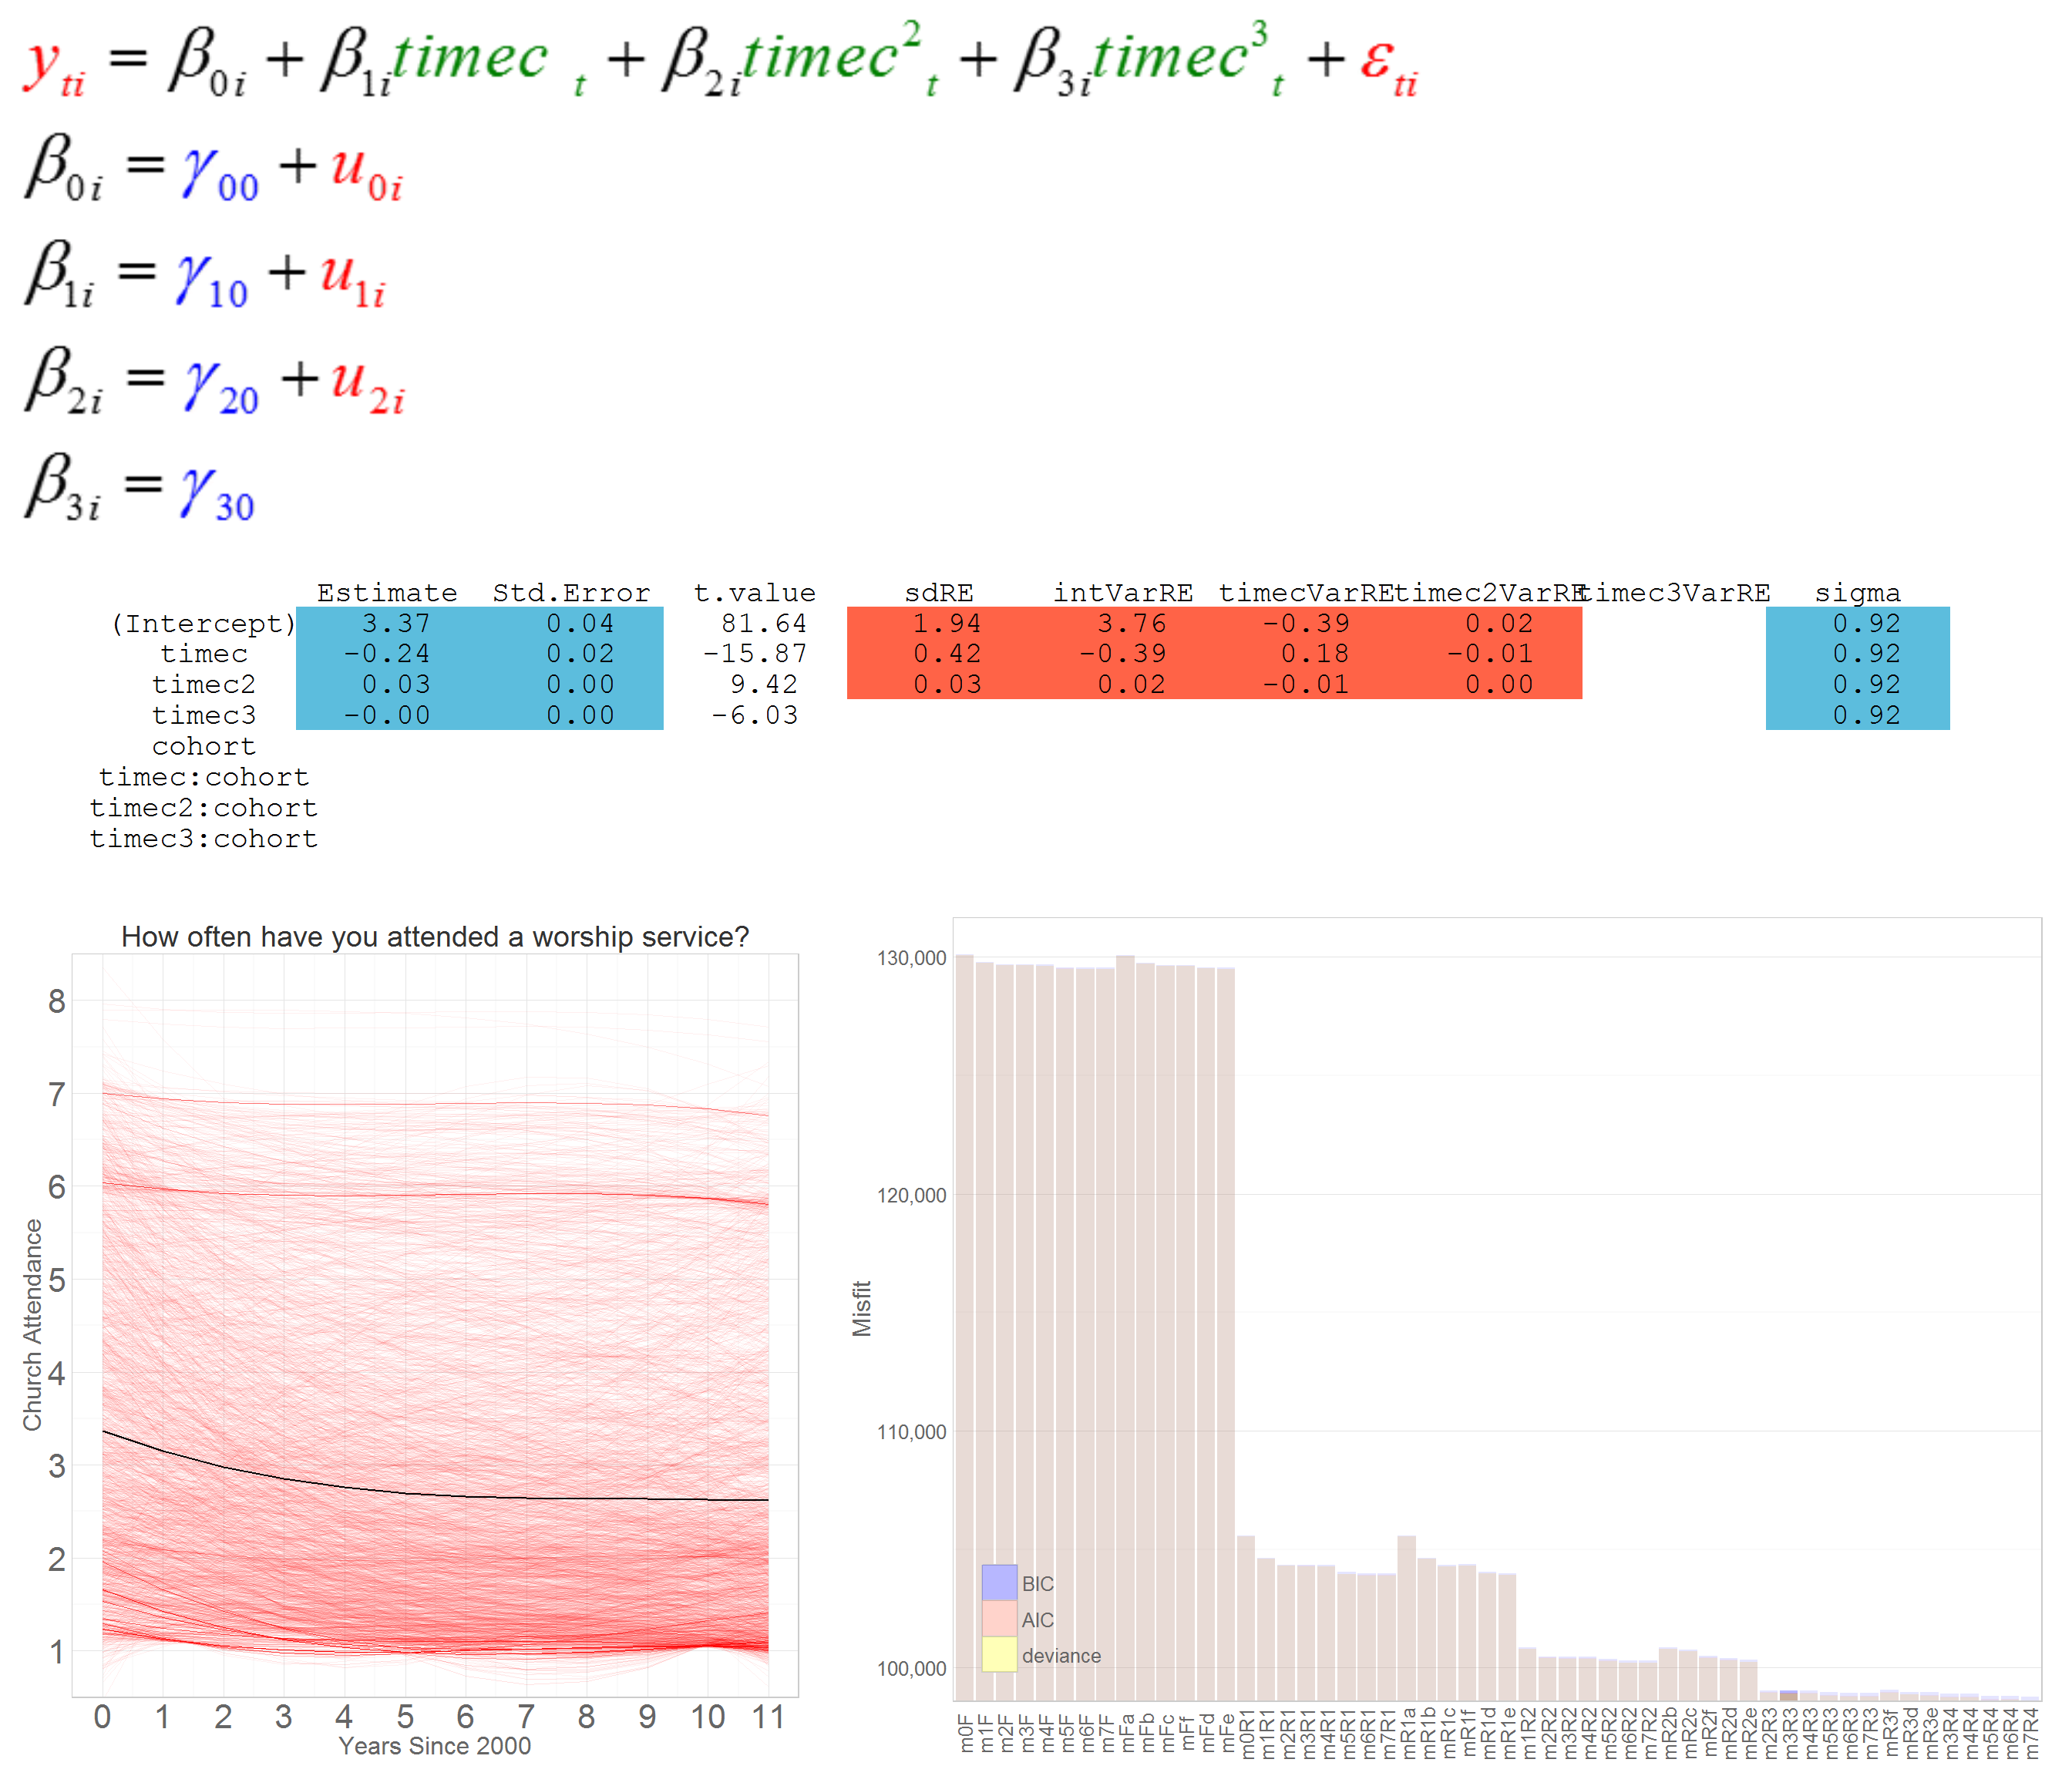 y_ti = β_0i + β_1i timec_t + β_2i timec²_t + β_3i timec³_t + ε_ti
β_0i = γ_00 + u_0i
β_1i = γ_10 + u_1i
β_2i = γ_20 + u_2i
β_3i = γ_30
Estimate Std.Error t.value sdRE intVarRE timecVarRE timec2VarRE timec3VarRE sigma
(Intercept) 3.37 0.04 81.64 1.94 3.76 -0.39 0.02 0.92
timec -0.24 0.02 -15.87 0.42 -0.39 0.18 -0.01 0.92
timec2 0.03 0.00 9.42 0.03 0.02 -0.01 0.00 0.92
timec3 -0.00 0.00 -6.03 0.92
cohort
timec:cohort
timec2:cohort
timec3:cohort
How often have you attended a worship service?
Church Attendance
8
7
6
5
4
3
2
1
0 1 2 3 4 5 6 7 8 9 10 11
Years Since 2000
Misfit
130,000
120,000
110,000
100,000
BIC
AIC
deviance
m0F m1F m2F m3F m4F m5F m6F m7F mFa mFb mFc mFf mFd mFe m0R1 m1R1 m2R1 m3R1 m4R1 m5R1 m6R1 m7R1 mR1a mR1b mR1c mR1f mR1d mR1e m1R2 m2R2 m3R2 m4R2 m5R2 m6R2 m7R2 mR2b mR2c mR2f mR2d mR2e m2R3 m3R3 m4R3 m5R3 m6R3 m7R3 mR3f mR3d mR3e m3R4 m4R4 m5R4 m6R4 m7R4